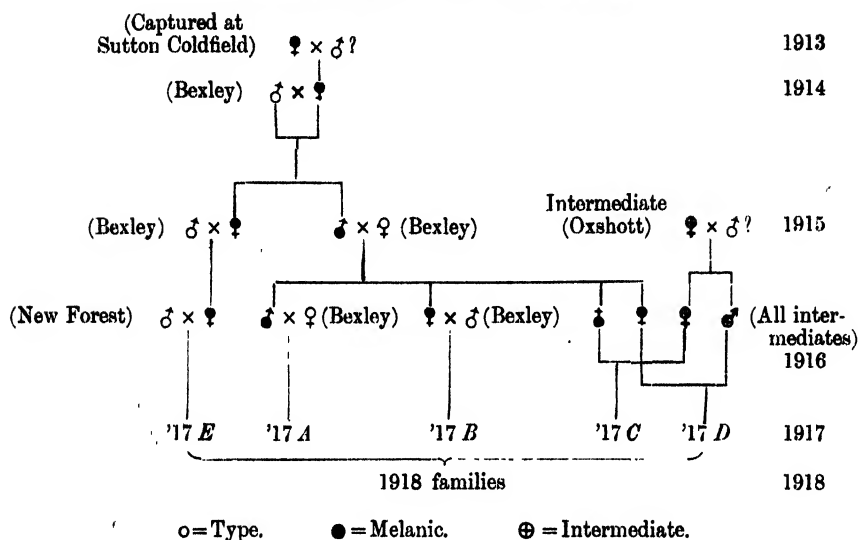 (Captured at
Sutton Coldfield) ♀ × ♂? 1913
(Bexley) ♂ × ♀ 1914
Intermediate
(Bexley) ♂ × ♀ ♂ × ♀ (Bexley) (Oxshott) ♀ × ♂? 1915
(New Forest) ♂ × ♀ ♂ × ♀ (Bexley) ♀ × ♂ (Bexley) (All inter-
mediates)
1916
'17 E '17 A '17 B '17 C '17 D 1917
1918 families 1918
○=Type. ●=Melanic. ⊕=Intermediate.